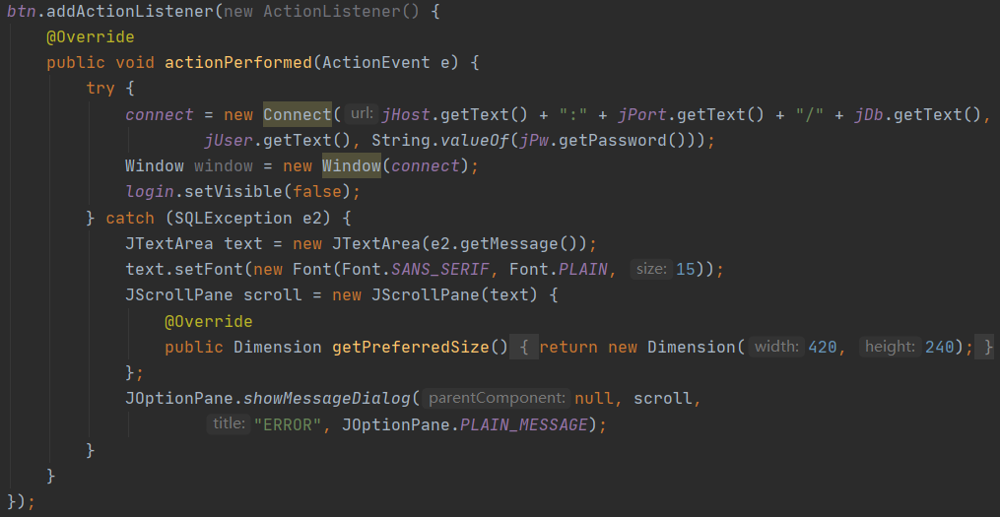 btn.addActionListener(new ActionListener() {
    @Override
    public void actionPerformed(ActionEvent e) {
        try {
            connect = new Connect( url: jHost.getText() + ":" + jPort.getText() + "/" + jDb.getText(),
                    jUser.getText(), String.valueOf(jPw.getPassword()));
            Window window = new Window(connect);
            login.setVisible(false);
        } catch (SQLException e2) {
            JTextArea text = new JTextArea(e2.getMessage());
            text.setFont(new Font(Font.SANS_SERIF, Font.PLAIN, size: 15));
            JScrollPane scroll = new JScrollPane(text) {
                @Override
                public Dimension getPreferredSize() { return new Dimension( width: 420, height: 240); }
            };
            JOptionPane.showMessageDialog( parentComponent: null, scroll,
                    title: "ERROR", JOptionPane.PLAIN_MESSAGE);
        }
    }
});